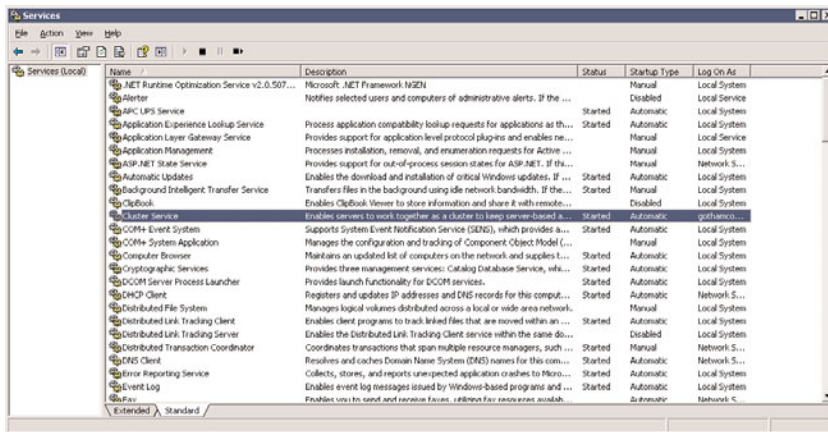 Services
File Action View Help
Services (Local)
Name Description Status Startup Type Log On As
.NET Runtime Optimization Service v2.0.507... Microsoft .NET Framework NGEN Manual Local System
Alerter Notifies selected users and computers of administrative alerts. If the ... Disabled Local Service
APC UPS Service Started Automatic Local System
Application Experience Lookup Service Process application compatibility lookup requests for applications as th... Started Automatic Local System
Application Layer Gateway Service Provides support for application level protocol plug-ins and enables ne... Manual Local Service
Application Management Processes installation, removal, and enumeration requests for Active ... Manual Local System
ASP.NET State Service Provides support for out-of-process session states for ASP.NET. If thi... Manual Network S...
Automatic Updates Enables the download and installation of critical Windows updates. If ... Started Automatic Local System
Background Intelligent Transfer Service Transfers files in the background using idle network bandwidth. If the... Started Manual Local System
ClipBook Enables ClipBook Viewer to store information and share it with remote... Disabled Local System
Cluster Service Enables servers to work together as a cluster to keep server-based a... Started Automatic gothamco...
COM+ Event System Supports System Event Notification Service (SENS), which provides a... Started Automatic Local System
COM+ System Application Manages the configuration and tracking of Component Object Model (... Manual Local System
Computer Browser Maintains an updated list of computers on the network and supplies t... Started Automatic Local System
Cryptographic Services Provides three management services: Catalog Database Service, whi... Started Automatic Local System
DCOM Server Process Launcher Provides launch functionality for DCOM services. Started Automatic Local System
DHCP Client Registers and updates IP addresses and DNS records for this comput... Started Automatic Network S...
Distributed File System Manages logical volumes distributed across a local or wide area network. Manual Local System
Distributed Link Tracking Client Enables client programs to track linked files that are moved within an ... Started Automatic Local System
Distributed Link Tracking Server Enables the Distributed Link Tracking Client service within the same do... Disabled Local System
Distributed Transaction Coordinator Coordinates transactions that span multiple resource managers, such ... Started Manual Network S...
DNS Client Resolves and caches Domain Name System (DNS) names for this com... Started Automatic Network S...
Error Reporting Service Collects, stores, and reports unexpected application crashes to Micro... Started Automatic Local System
Event Log Enables event log messages issued by Windows-based programs and ... Started Automatic Local System
Fax Enables you to send and receive faxes, utilizing fax resources availab... Automatic Network S...
Extended Standard